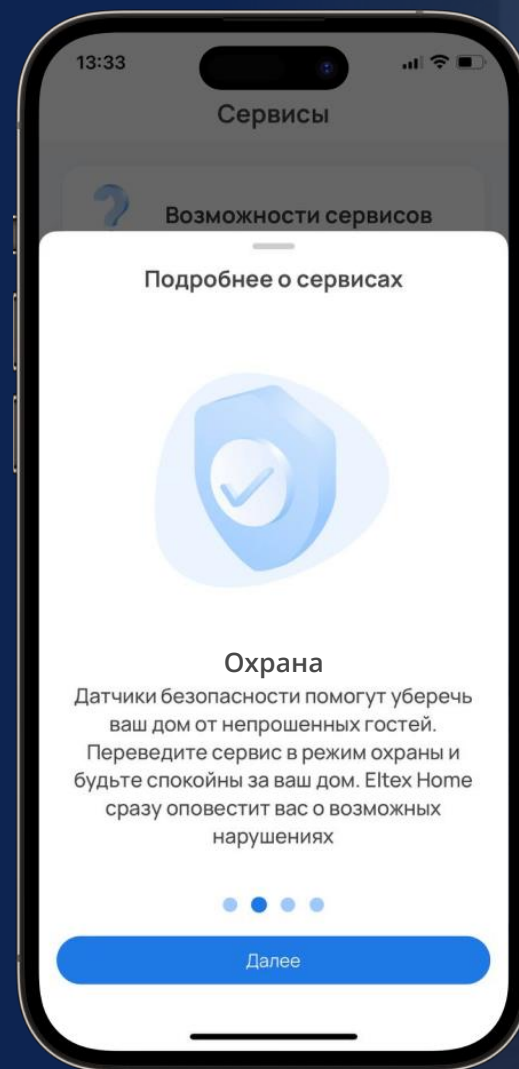 13:33
Сервисы
Возможности сервисов
Подробнее о сервисах
Охрана
Датчики безопасности помогут уберечь
ваш дом от непрошенных гостей.
Переведите сервис в режим охраны и
будьте спокойны за ваш дом. Eltex Home
сразу оповестит вас о возможных
нарушениях
Далее